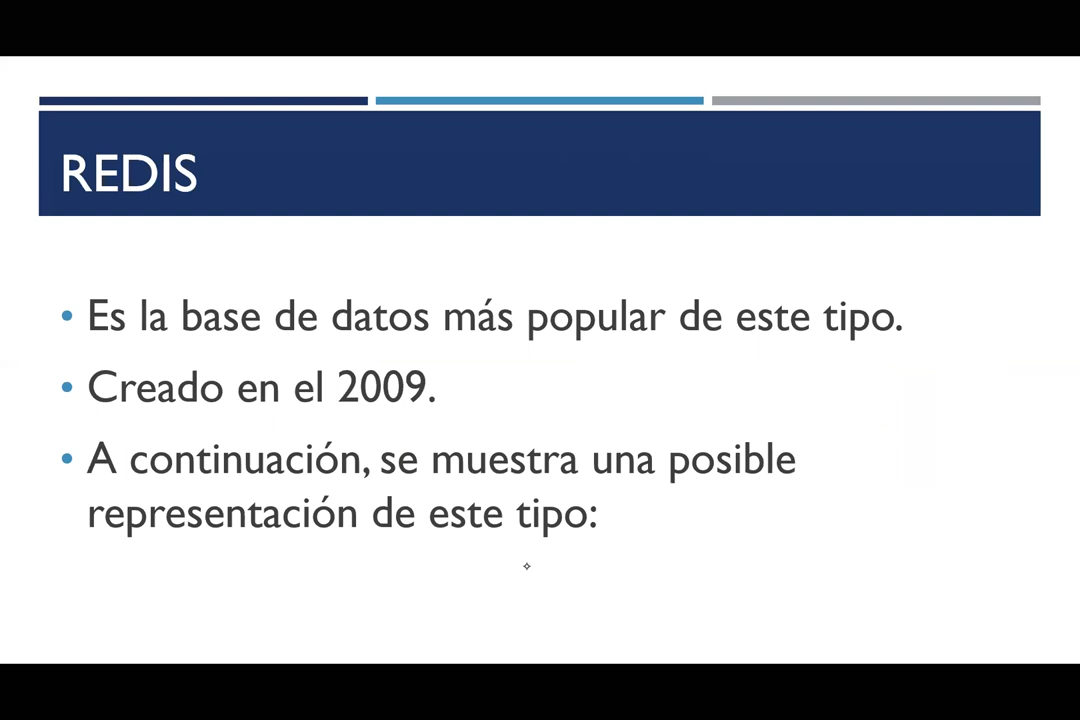 REDIS
• Es la base de datos más popular de este tipo.
• Creado en el 2009.
• A continuación, se muestra una posible
representación de este tipo: